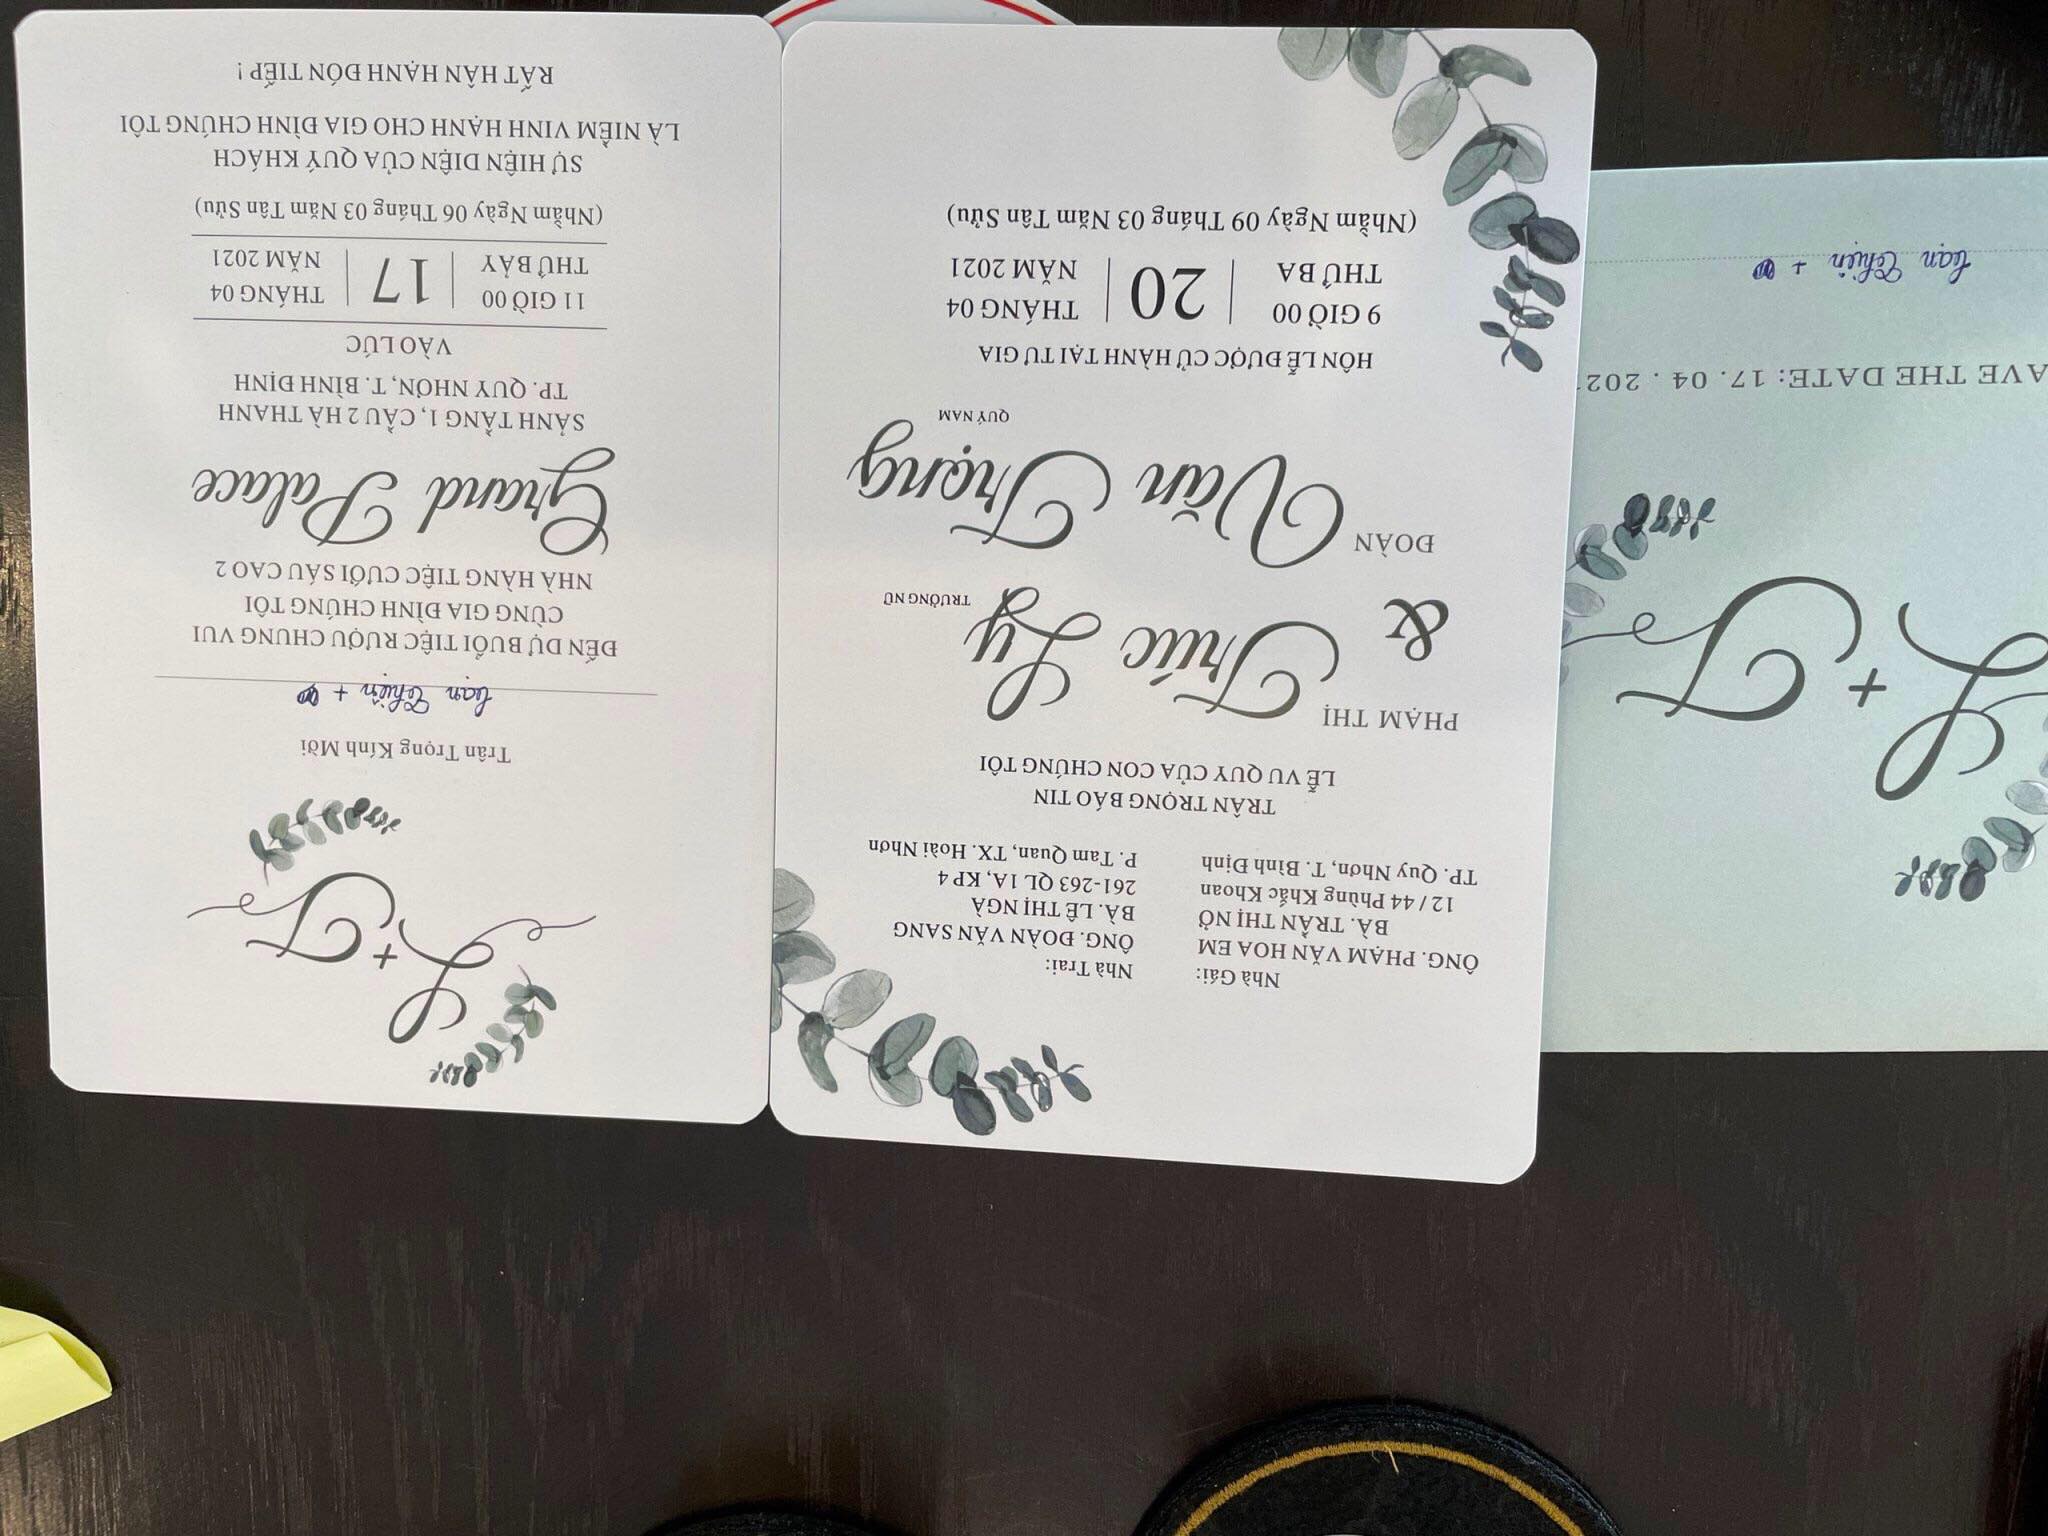 AVE THE DATE: 17. 04 . 202
L + T
bạn Thiện +
Nhà Gái:
ÔNG. PHẠM VĂN HOA EM
BÀ. TRẦN THỊ NỞ
12 / 44 Phùng Khắc Khoan
TP. Quy Nhơn, T. Bình Định
Nhà Trai:
ÔNG. ĐOÀN VĂN SANG
BÀ. LÊ THỊ NGÀ
261-263 QL 1A, KP 4
P. Tam Quan, TX. Hoài Nhơn
TRÂN TRỌNG BÁO TIN
LỄ VU QUY CỦA CON CHÚNG TÔI
PHẠM THỊ Trúc Ly
TRƯỞNG NỮ
&
ĐOÀN Văn Trọng
QUÝ NAM
HÔN LỄ ĐƯỢC CỬ HÀNH TẠI TƯ GIA
9 GIỜ 00 | 20 | THÁNG 04
THỨ BA | NĂM 2021
(Nhằm Ngày 09 Tháng 03 Năm Tân Sửu)
L + T
Trân Trọng Kính Mời
bạn Thiện +
ĐẾN DỰ BUỔI TIỆC RƯỢU CHUNG VUI
CÙNG GIA ĐÌNH CHÚNG TÔI
NHÀ HÀNG TIỆC CƯỚI SÁU CAO 2
Grand Palace
SẢNH TẦNG 1, CẦU 2 HÀ THANH
TP. QUY NHƠN, T. BÌNH ĐỊNH
VÀO LÚC
11 GIỜ 00 | 17 | THÁNG 04
THỨ BẢY | NĂM 2021
(Nhằm Ngày 06 Tháng 03 Năm Tân Sửu)
SỰ HIỆN DIỆN CỦA QUÝ KHÁCH
LÀ NIỀM VINH HẠNH CHO GIA ĐÌNH CHÚNG TÔI
RẤT HÂN HẠNH ĐÓN TIẾP !